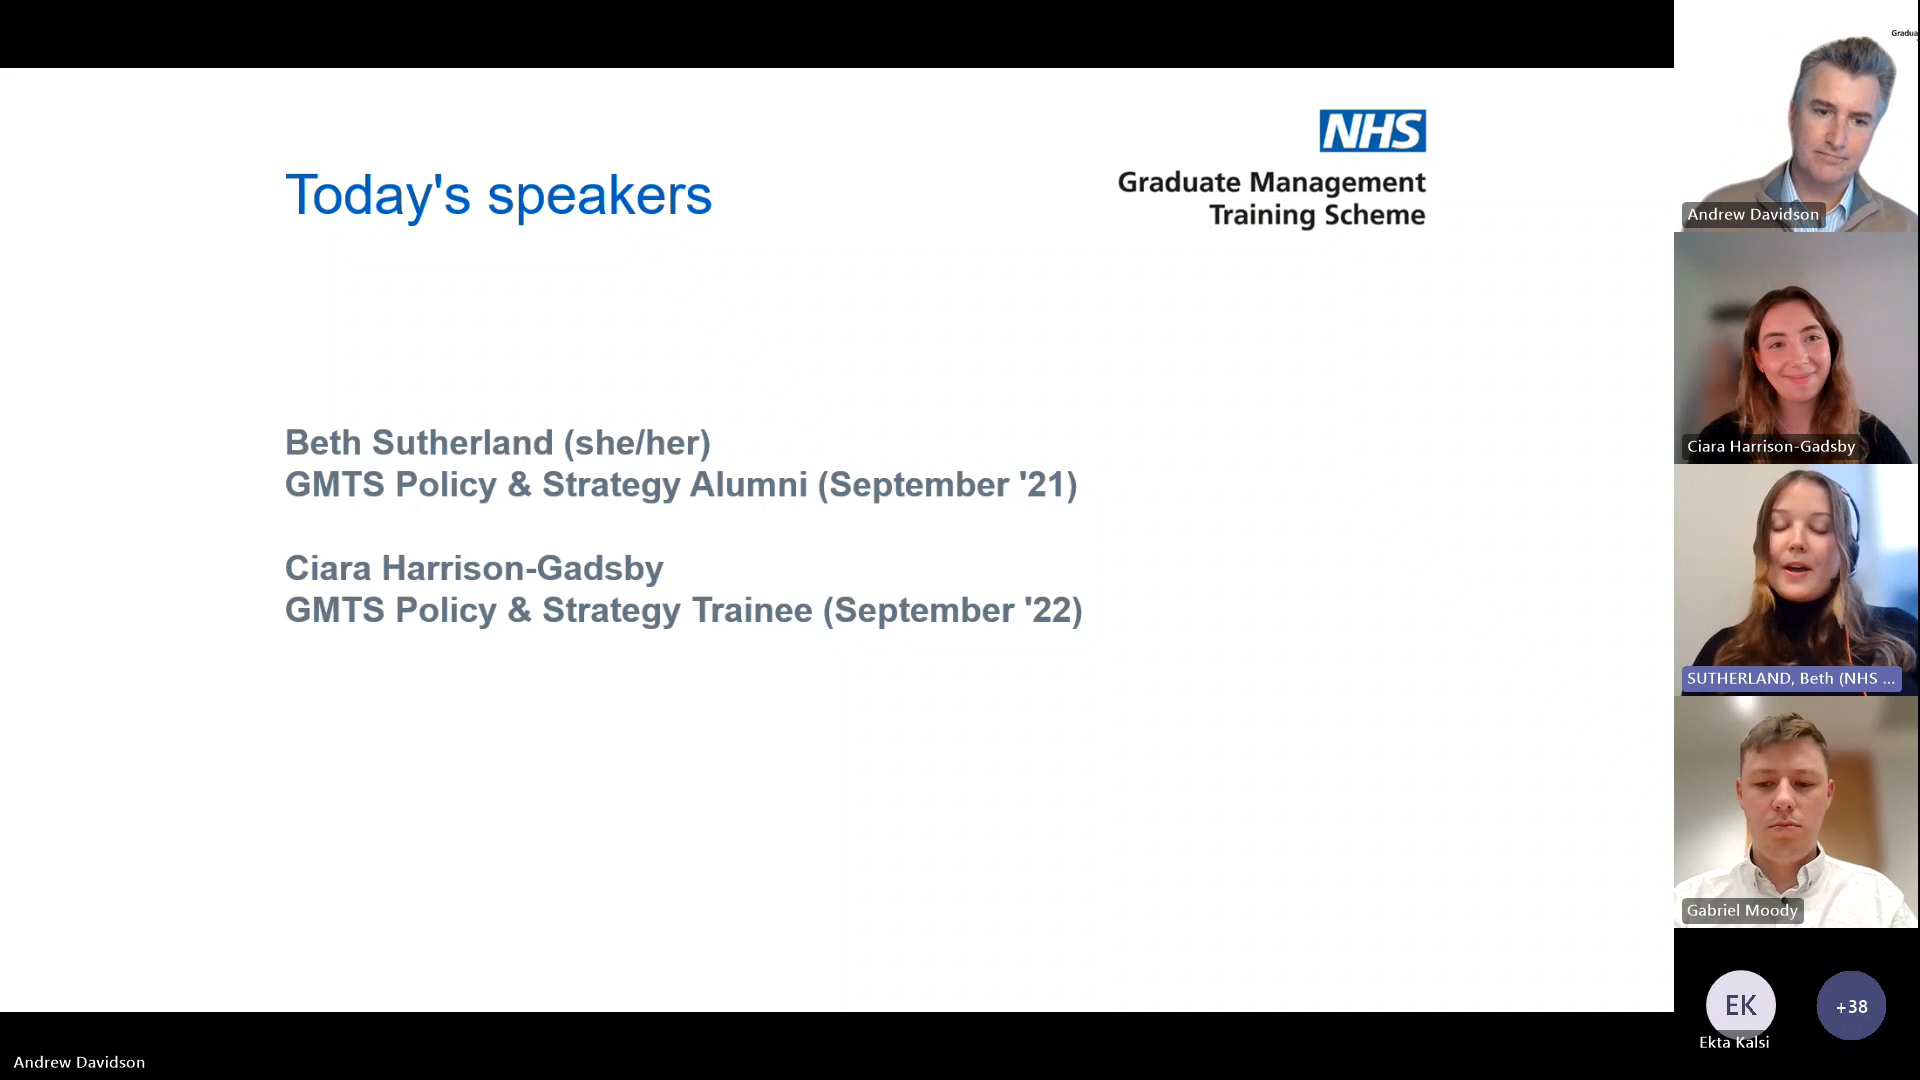 Today's speakers
NHS
Graduate Management
Training Scheme
Beth Sutherland (she/her)
GMTS Policy & Strategy Alumni (September '21)
Ciara Harrison-Gadsby
GMTS Policy & Strategy Trainee (September '22)
Gradua
Andrew Davidson
Ciara Harrison-Gadsby
SUTHERLAND, Beth (NHS ...
Gabriel Moody
EK
Ekta Kalsi
+38
Andrew Davidson